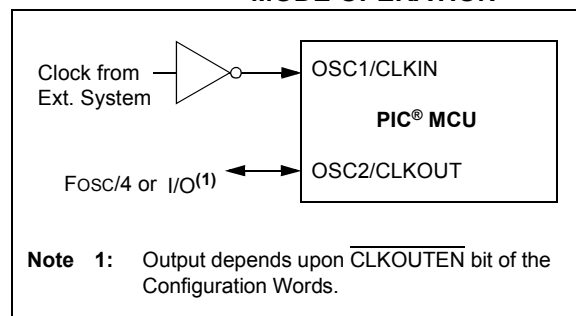 MODE OPERATION
Clock from
Ext. System
OSC1/CLKIN
PIC® MCU
FOSC/4 or I/O(1)
OSC2/CLKOUT
Note 1: Output depends upon CLKOUTEN bit of the
Configuration Words.